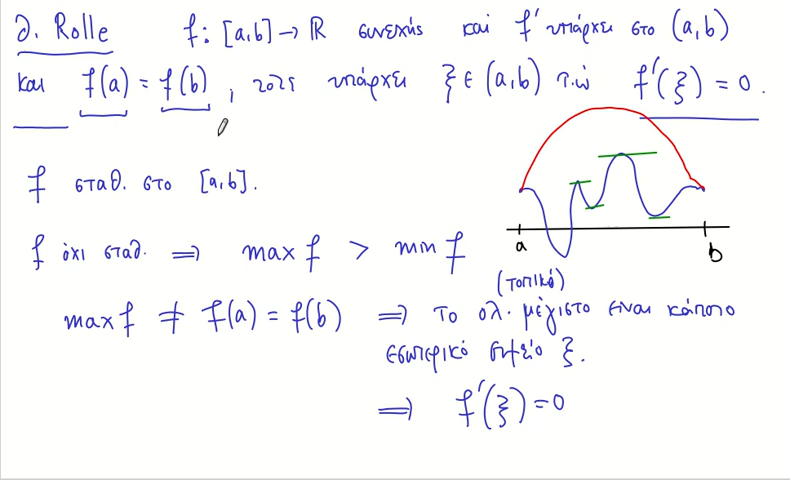 θ. Rolle f: [a,b] → ℝ συνεχής και f' υπάρχει στο (a,b)
και f(a) = f(b), τότε υπάρχει ξ ∈ (a,b) τ.ώ f'(ξ) = 0.
f σταθ. στο [a,b].
a b
f όχι σταθ. ⟹ max f > min f
(τοπικό)
max f ≠ f(a) = f(b) ⟹ το ολ. μέγιστο είναι κάποιο
εσωτερικό σημείο ξ.
⟹ f'(ξ) = 0